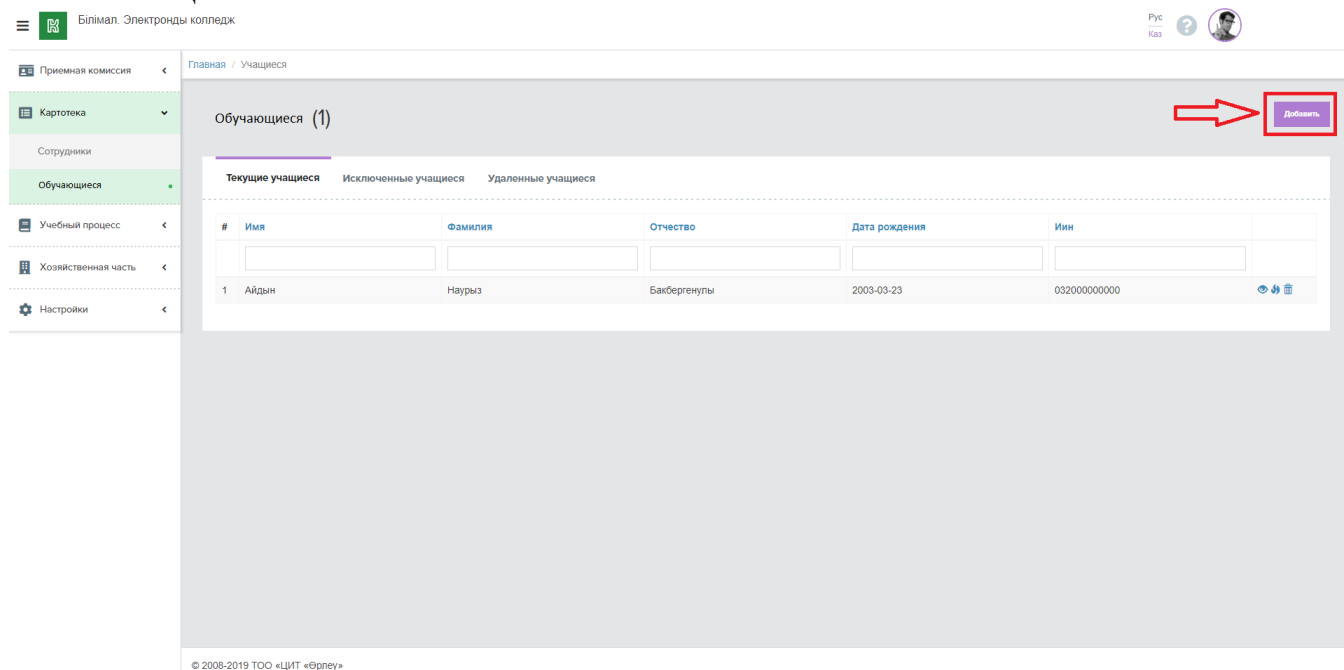 Білімал. Электронды колледж
Рус
Каз
Приемная комиссия
Картотека
Сотрудники
Обучающиеся
Учебный процесс
Хозяйственная часть
Настройки
Главная / Учащиеся
Обучающиеся (1)
Добавить
Текущие учащиеся Исключенные учащиеся Удаленные учащиеся
# Имя Фамилия Отчество Дата рождения Иин
1 Айдын Наурыз Бакбергенулы 2003-03-23 032000000000
© 2008-2019 ТОО «ЦИТ «Өрлеу»